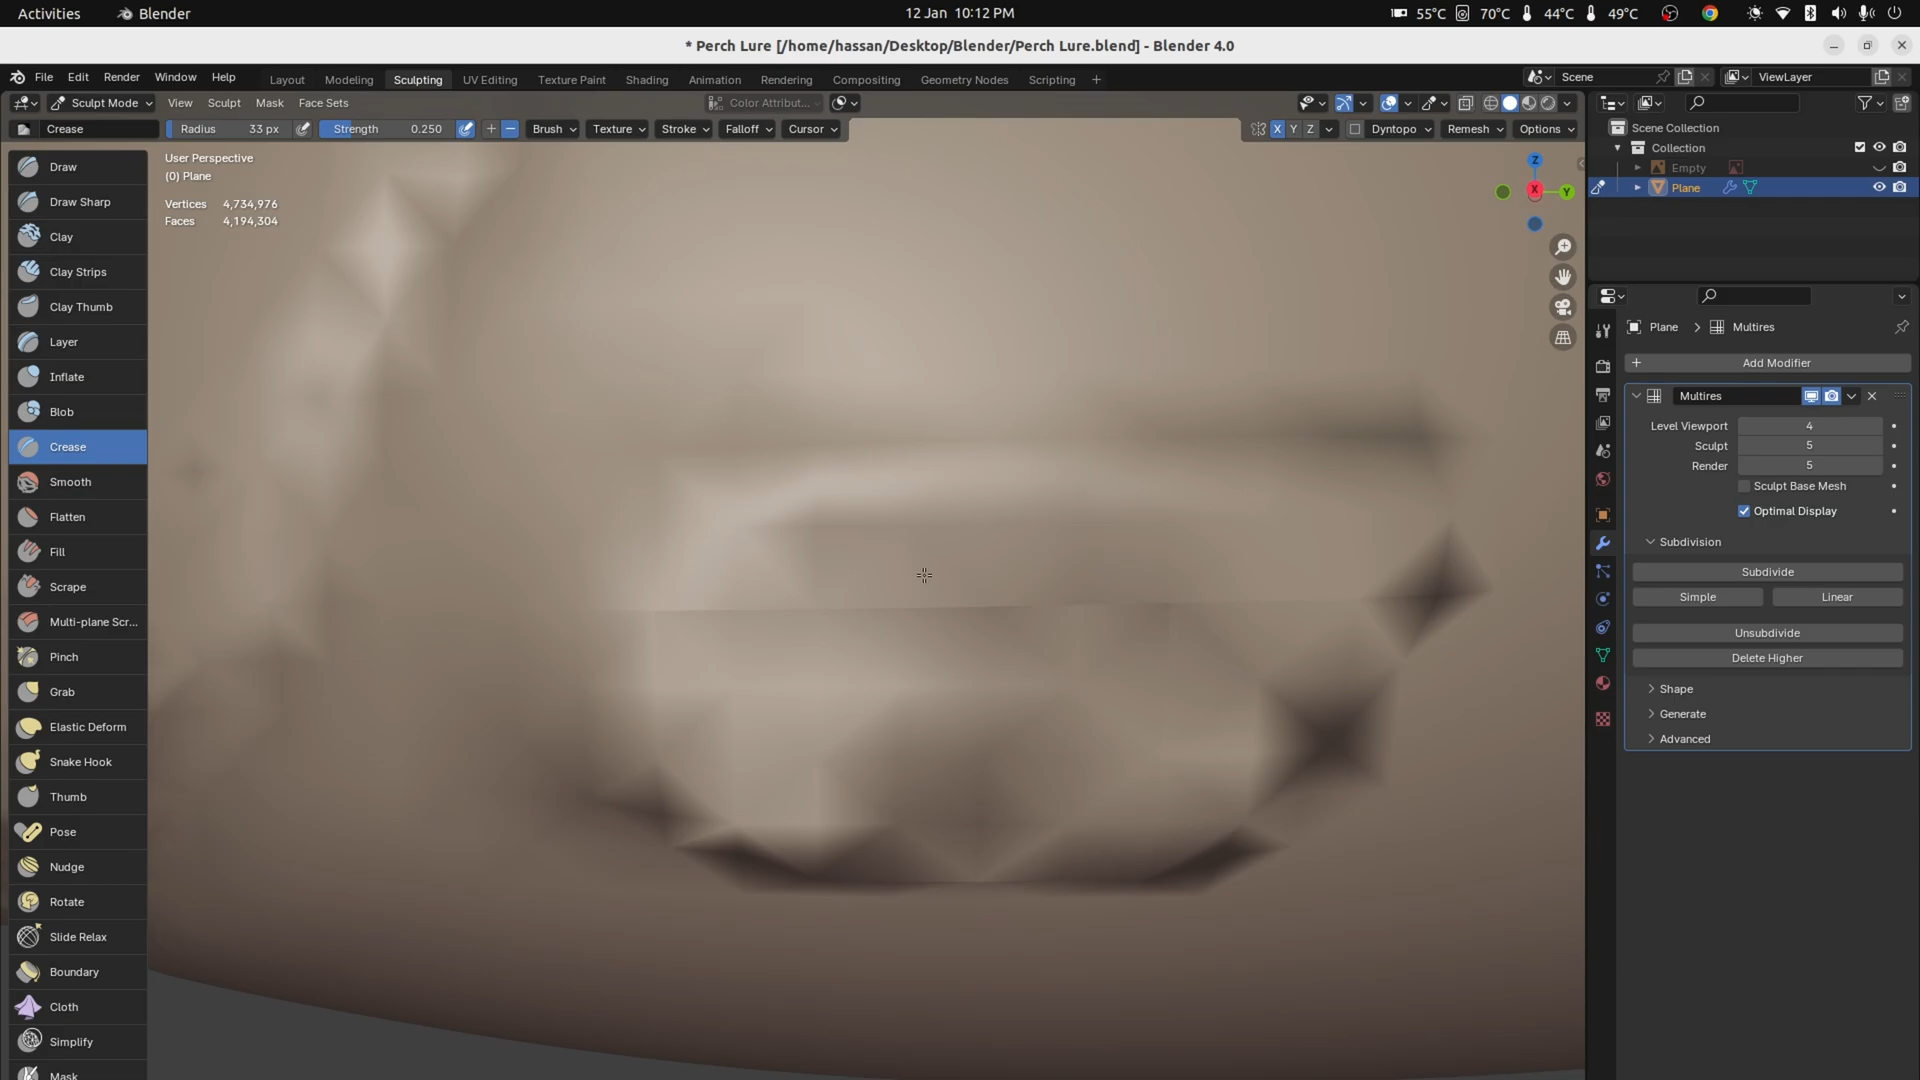 Activities Blender 12 Jan 10:12 PM 55°C 70°C 44°C 49°C
* Perch Lure [/home/hassan/Desktop/Blender/Perch Lure.blend] - Blender 4.0
File Edit Render Window Help Layout Modeling Sculpting UV Editing Texture Paint Shading Animation Rendering Compositing Geometry Nodes Scripting + Scene ViewLayer
Sculpt Mode View Sculpt Mask Face Sets Color Attribut...
Crease Radius 33 px Strength 0.250 + − Brush Texture Stroke Falloff Cursor X Y Z Dyntopo Remesh Options
Scene Collection
Collection
Empty
Plane
User Perspective
(0) Plane
Vertices 4,734,976
Faces 4,194,304
Z
X
Y
Draw
Draw Sharp
Clay
Clay Strips
Clay Thumb
Layer
Inflate
Blob
Crease
Smooth
Flatten
Fill
Scrape
Multi-plane Scr...
Pinch
Grab
Elastic Deform
Snake Hook
Thumb
Pose
Nudge
Rotate
Slide Relax
Boundary
Cloth
Simplify
Mask
Plane > Multires
+ Add Modifier
Multires
Level Viewport 4
Sculpt 5
Render 5
Sculpt Base Mesh
Optimal Display
Subdivision
Subdivide
Simple Linear
Unsubdivide
Delete Higher
Shape
Generate
Advanced